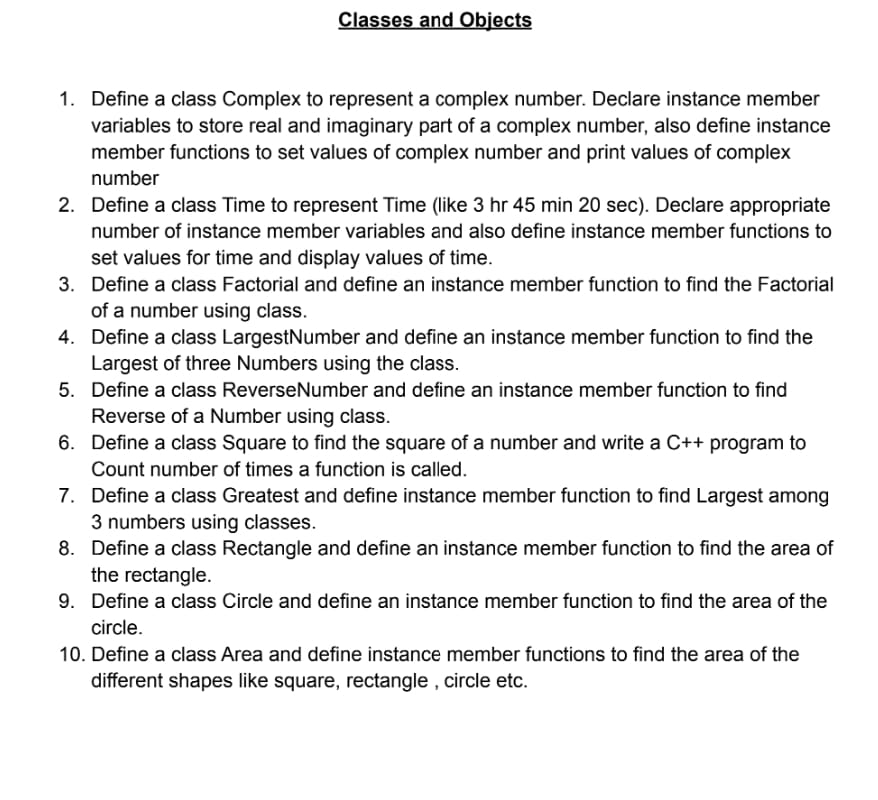 Classes and Objects
1. Define a class Complex to represent a complex number. Declare instance member
variables to store real and imaginary part of a complex number, also define instance
member functions to set values of complex number and print values of complex
number
2. Define a class Time to represent Time (like 3 hr 45 min 20 sec). Declare appropriate
number of instance member variables and also define instance member functions to
set values for time and display values of time.
3. Define a class Factorial and define an instance member function to find the Factorial
of a number using class.
4. Define a class LargestNumber and define an instance member function to find the
Largest of three Numbers using the class.
5. Define a class ReverseNumber and define an instance member function to find
Reverse of a Number using class.
6. Define a class Square to find the square of a number and write a C++ program to
Count number of times a function is called.
7. Define a class Greatest and define instance member function to find Largest among
3 numbers using classes.
8. Define a class Rectangle and define an instance member function to find the area of
the rectangle.
9. Define a class Circle and define an instance member function to find the area of the
circle.
10. Define a class Area and define instance member functions to find the area of the
different shapes like square, rectangle , circle etc.